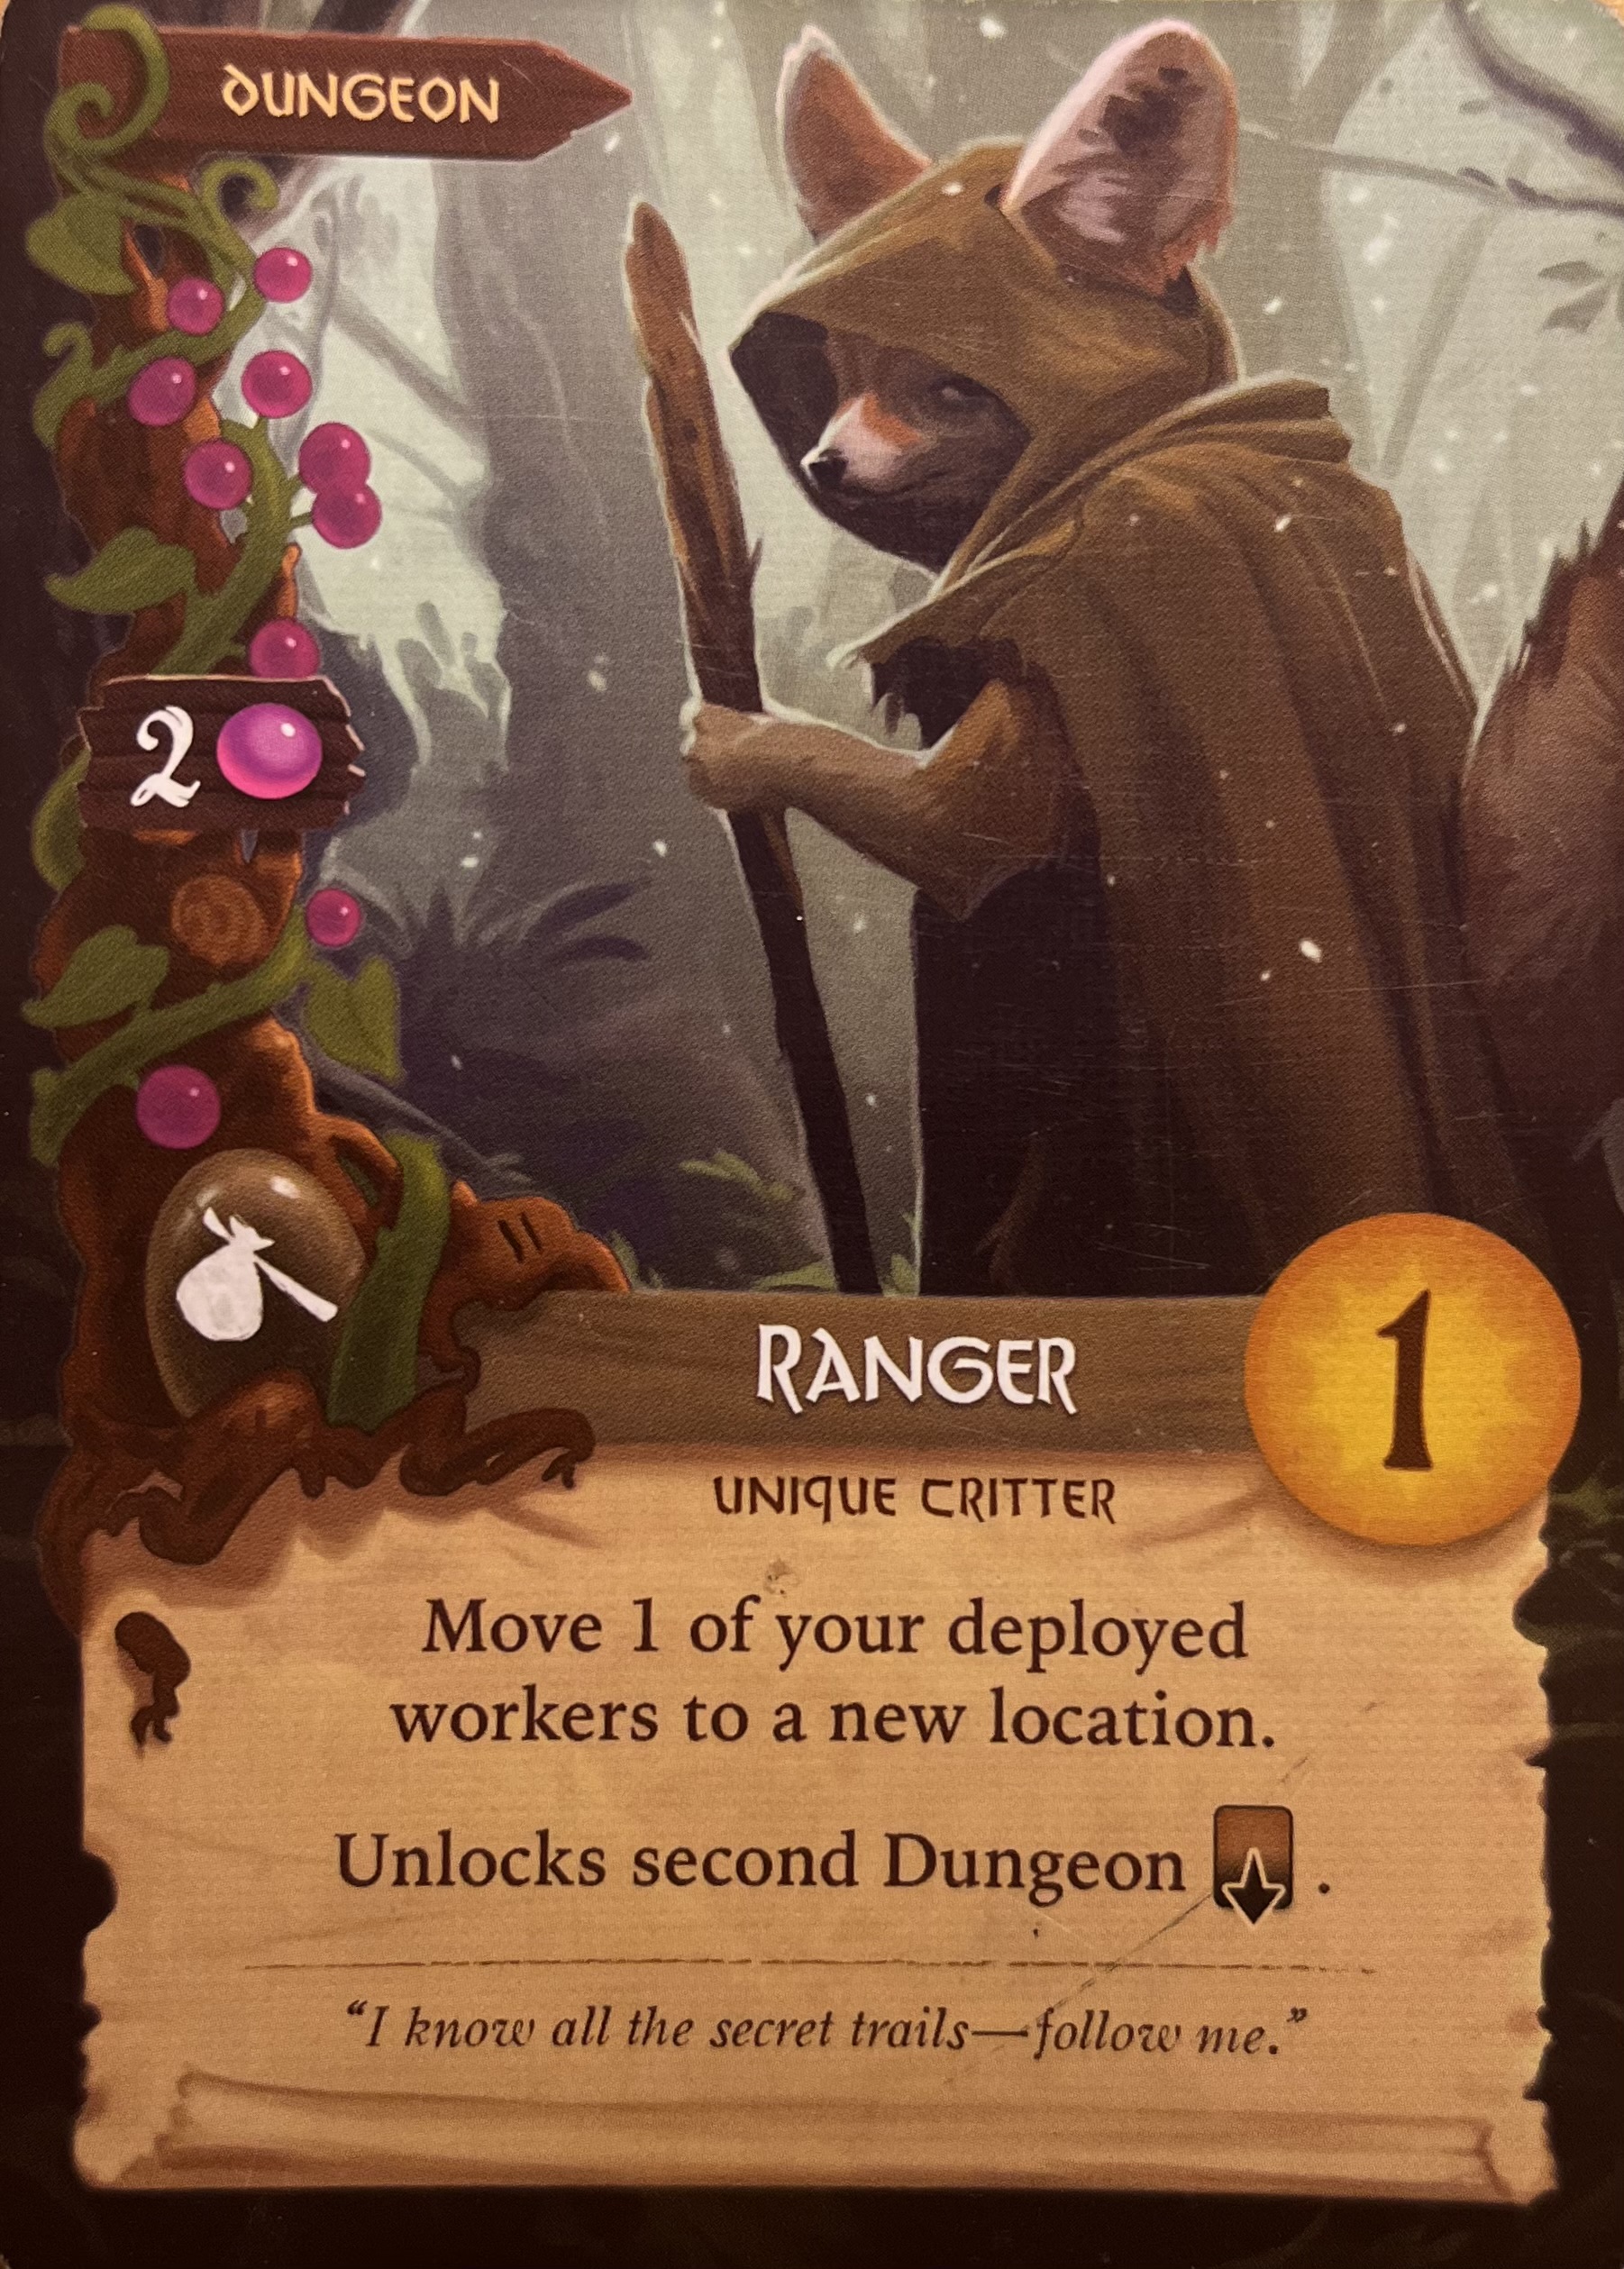 DUNGEON
2
RANGER
1
UNIQUE CRITTER
Move 1 of your deployed
workers to a new location.
Unlocks second Dungeon .
“I know all the secret trails—follow me.”